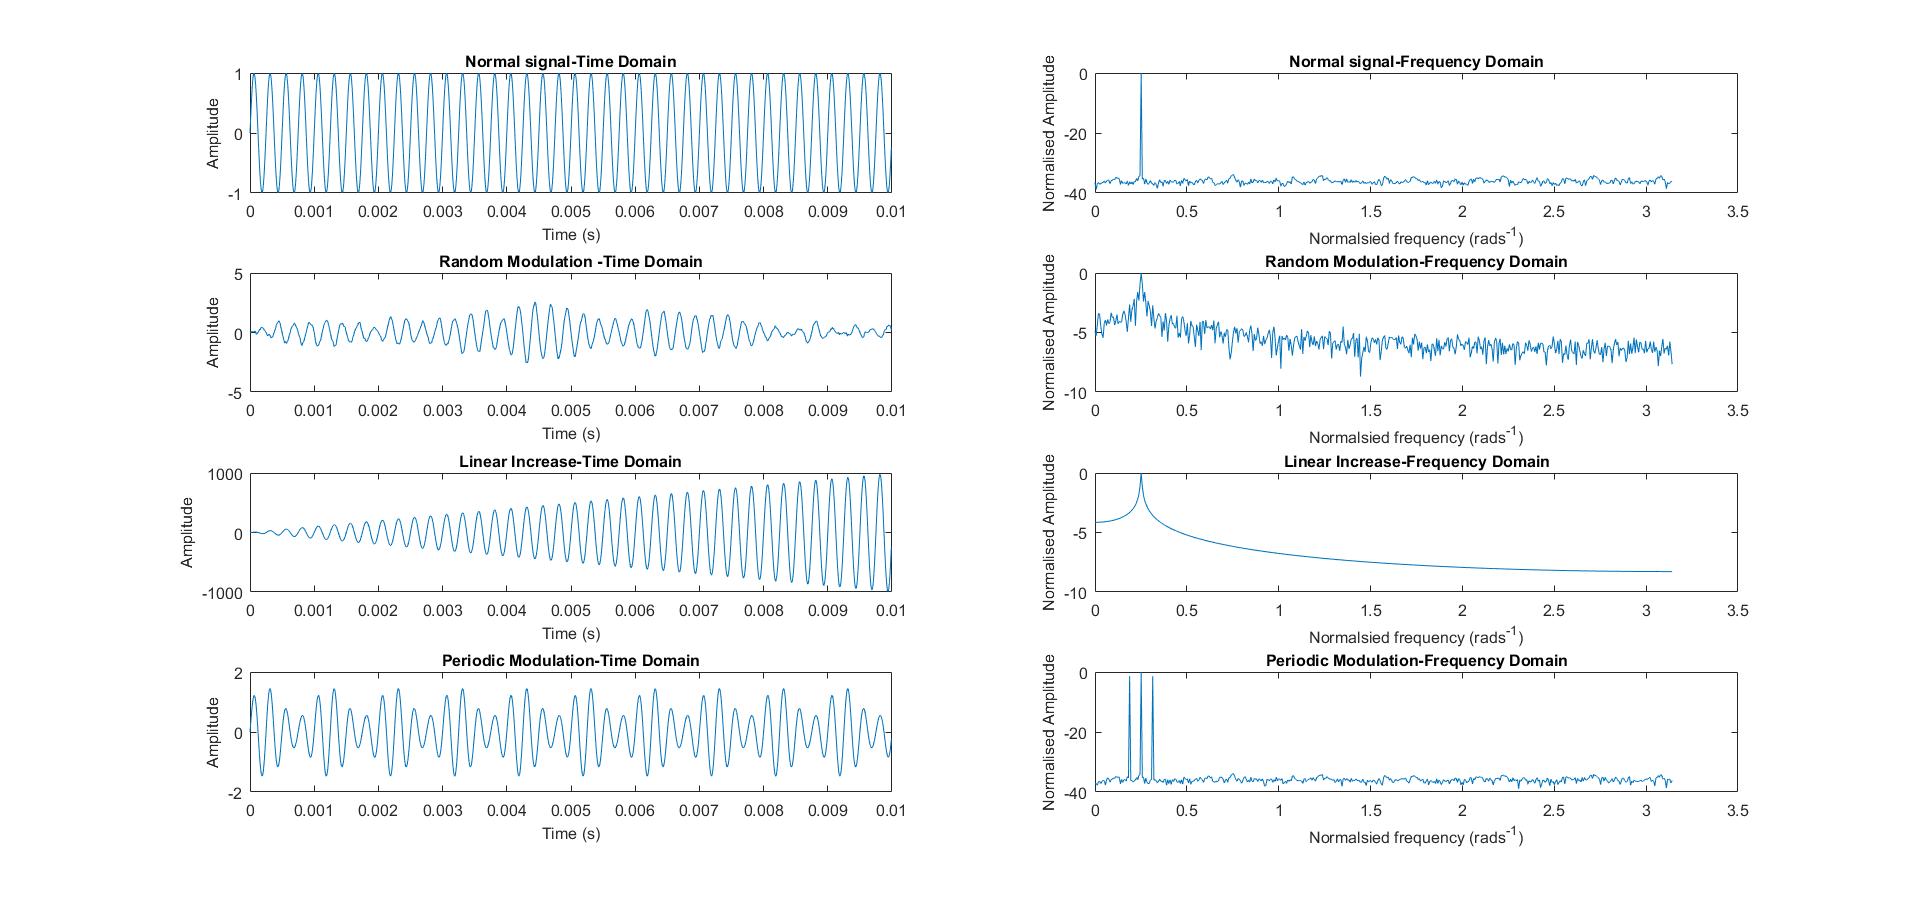 Normal signal-Time Domain
Amplitude
1
0
-1
0 0.001 0.002 0.003 0.004 0.005 0.006 0.007 0.008 0.009 0.01
Time (s)
Normal signal-Frequency Domain
Normalised Amplitude
0
-20
-40
0 0.5 1 1.5 2 2.5 3 3.5
Normalsied frequency (rads-1)
Random Modulation -Time Domain
Amplitude
5
0
-5
0 0.001 0.002 0.003 0.004 0.005 0.006 0.007 0.008 0.009 0.01
Time (s)
Random Modulation-Frequency Domain
Normalised Amplitude
0
-5
-10
0 0.5 1 1.5 2 2.5 3 3.5
Normalsied frequency (rads-1)
Linear Increase-Time Domain
Amplitude
1000
0
-1000
0 0.001 0.002 0.003 0.004 0.005 0.006 0.007 0.008 0.009 0.01
Time (s)
Linear Increase-Frequency Domain
Normalised Amplitude
0
-5
-10
0 0.5 1 1.5 2 2.5 3 3.5
Normalsied frequency (rads-1)
Periodic Modulation-Time Domain
Amplitude
2
0
-2
0 0.001 0.002 0.003 0.004 0.005 0.006 0.007 0.008 0.009 0.01
Time (s)
Periodic Modulation-Frequency Domain
Normalised Amplitude
0
-20
-40
0 0.5 1 1.5 2 2.5 3 3.5
Normalsied frequency (rads-1)